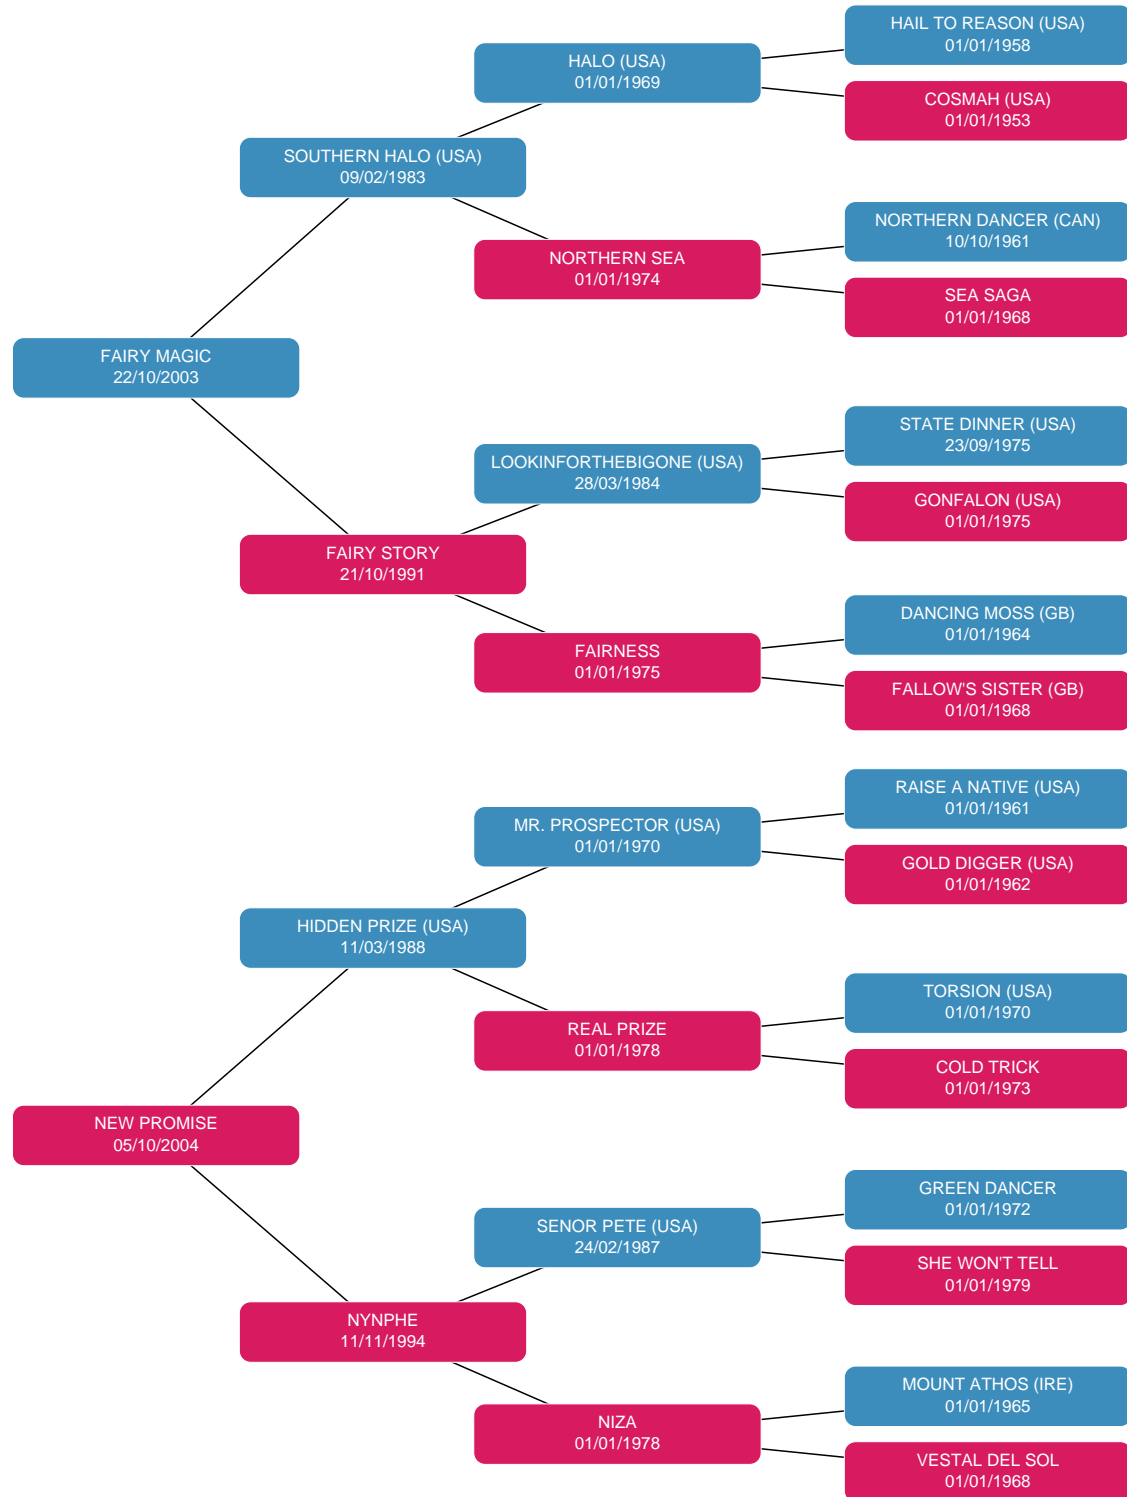 HAIL TO REASON (USA)
01/01/1958
HALO (USA)
01/01/1969
COSMAH (USA)
01/01/1953
SOUTHERN HALO (USA)
09/02/1983
NORTHERN DANCER (CAN)
10/10/1961
NORTHERN SEA
01/01/1974
SEA SAGA
01/01/1968
FAIRY MAGIC
22/10/2003
STATE DINNER (USA)
23/09/1975
LOOKINFORTHEBIGONE (USA)
28/03/1984
GONFALON (USA)
01/01/1975
FAIRY STORY
21/10/1991
DANCING MOSS (GB)
01/01/1964
FAIRNESS
01/01/1975
FALLOW'S SISTER (GB)
01/01/1968
RAISE A NATIVE (USA)
01/01/1961
MR. PROSPECTOR (USA)
01/01/1970
GOLD DIGGER (USA)
01/01/1962
HIDDEN PRIZE (USA)
11/03/1988
TORSION (USA)
01/01/1970
REAL PRIZE
01/01/1978
COLD TRICK
01/01/1973
NEW PROMISE
05/10/2004
GREEN DANCER
01/01/1972
SENOR PETE (USA)
24/02/1987
SHE WON'T TELL
01/01/1979
NYNPHE
11/11/1994
MOUNT ATHOS (IRE)
01/01/1965
NIZA
01/01/1978
VESTAL DEL SOL
01/01/1968